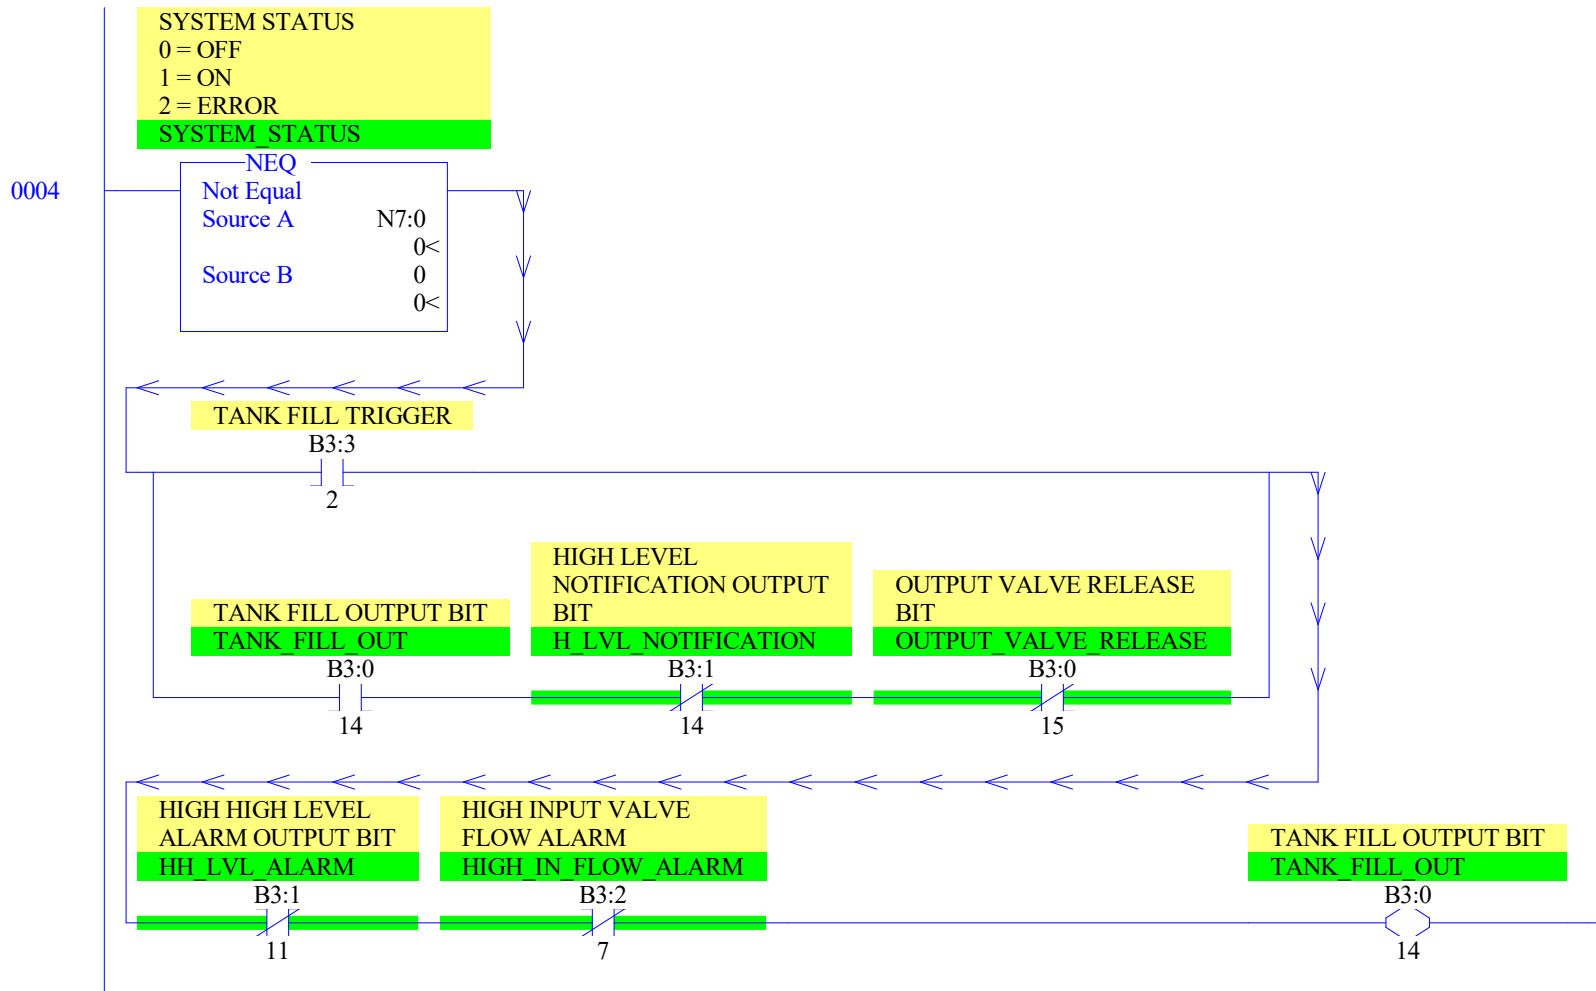 SYSTEM STATUS
0 = OFF
1 = ON
2 = ERROR
SYSTEM_STATUS
NEQ
0004
Not Equal
Source A N7:0
0<
Source B 0
0<
TANK FILL TRIGGER
B3:3
2
HIGH LEVEL
NOTIFICATION OUTPUT
BIT
H_LVL_NOTIFICATION
B3:1
14
OUTPUT VALVE RELEASE
BIT
OUTPUT_VALVE_RELEASE
B3:0
15
TANK FILL OUTPUT BIT
TANK_FILL_OUT
B3:0
14
HIGH HIGH LEVEL
ALARM OUTPUT BIT
HH_LVL_ALARM
B3:1
11
HIGH INPUT VALVE
FLOW ALARM
HIGH_IN_FLOW_ALARM
B3:2
7
TANK FILL OUTPUT BIT
TANK_FILL_OUT
B3:0
14